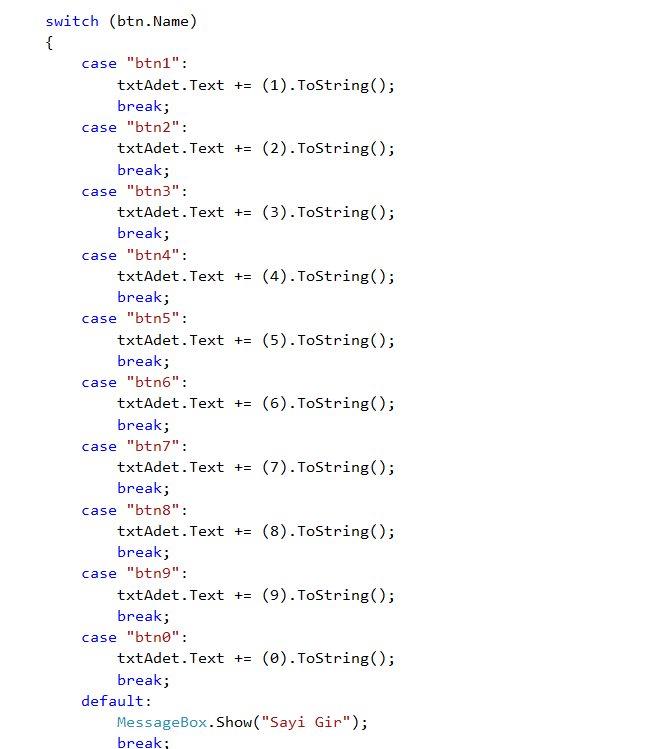 switch (btn.Name)
{
case "btn1":
txtAdet.Text += (1).ToString();
break;
case "btn2":
txtAdet.Text += (2).ToString();
break;
case "btn3":
txtAdet.Text += (3).ToString();
break;
case "btn4":
txtAdet.Text += (4).ToString();
break;
case "btn5":
txtAdet.Text += (5).ToString();
break;
case "btn6":
txtAdet.Text += (6).ToString();
break;
case "btn7":
txtAdet.Text += (7).ToString();
break;
case "btn8":
txtAdet.Text += (8).ToString();
break;
case "btn9":
txtAdet.Text += (9).ToString();
break;
case "btn0":
txtAdet.Text += (0).ToString();
break;
default:
MessageBox.Show("Sayi Gir");
break;